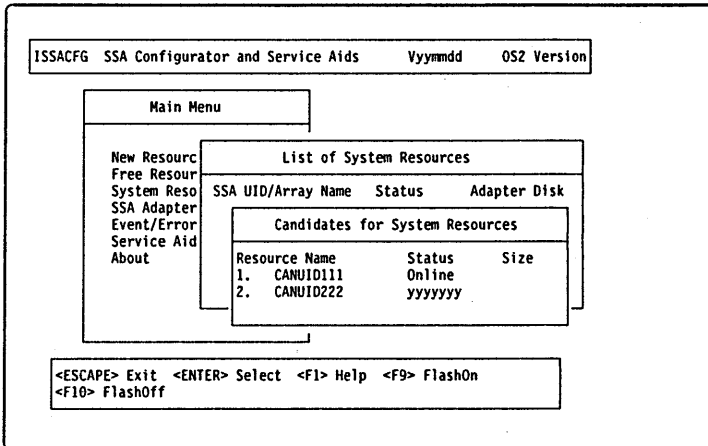 ISSACFG SSA Configurator and Service Aids Vyymmdd OS2 Version
Main Menu
New Resourc
Free Resour
System Reso
SSA Adapter
Event/Error
Service Aid
About
List of System Resources
SSA UID/Array Name Status Adapter Disk
Candidates for System Resources
Resource Name Status Size
1. CANUID111 Online
2. CANUID222 yyyyyyy
<ESCAPE> Exit <ENTER> Select <F1> Help <F9> FlashOn
<F10> FlashOff